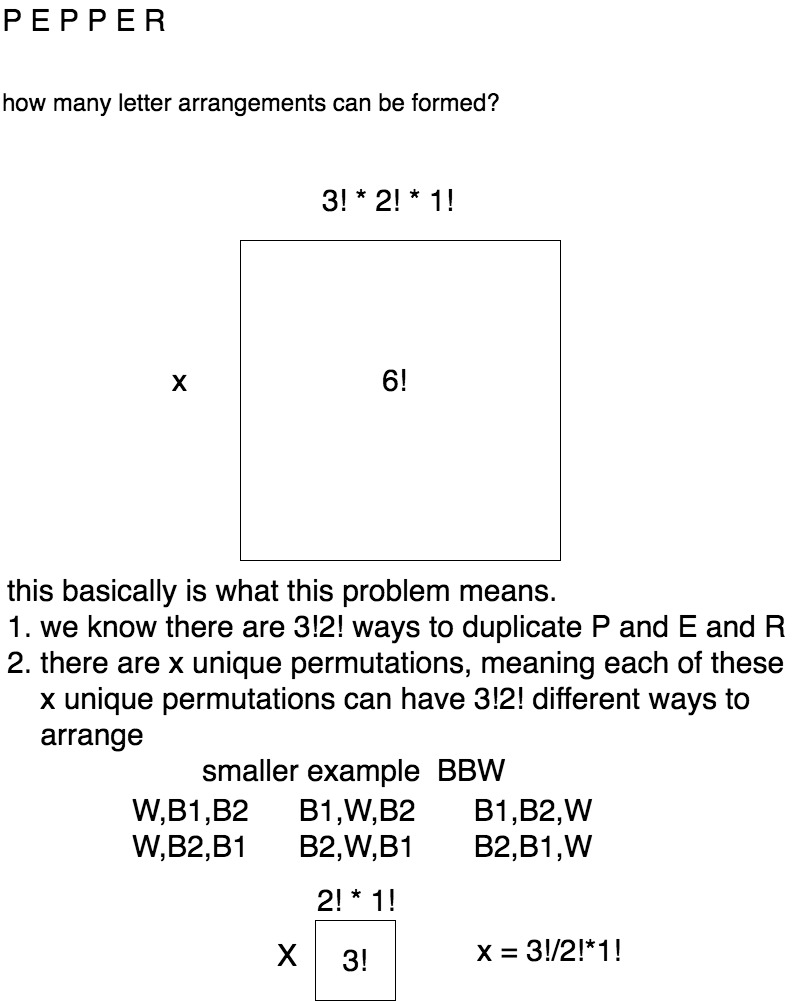 P E P P E R
how many letter arrangements can be formed?
3! * 2! * 1!
x 6!
this basically is what this problem means.
1. we know there are 3!2! ways to duplicate P and E and R
2. there are x unique permutations, meaning each of these
x unique permutations can have 3!2! different ways to
arrange
smaller example BBW
W,B1,B2 B1,W,B2 B1,B2,W
W,B2,B1 B2,W,B1 B2,B1,W
2! * 1!
X 3! x = 3!/2!*1!